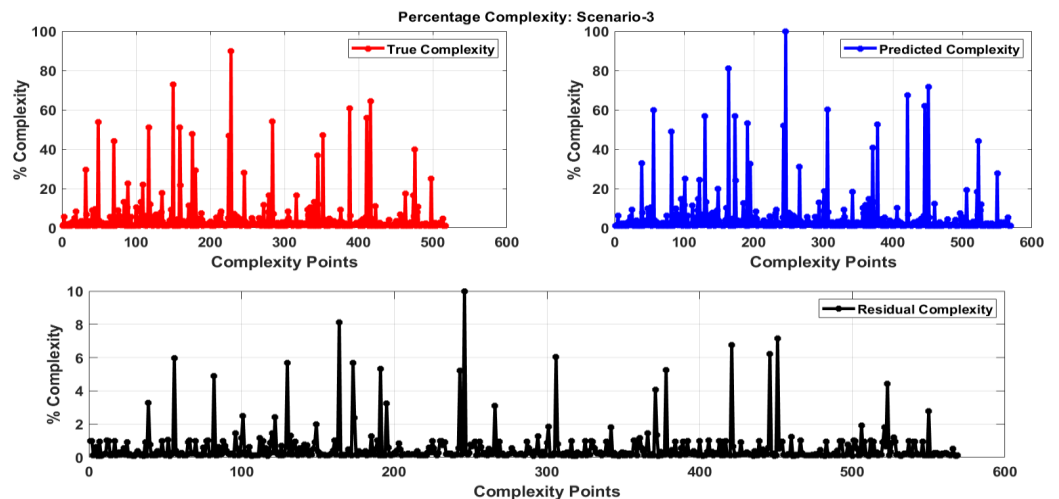 Percentage Complexity: Scenario-3
True Complexity
% Complexity
100
80
60
40
20
0
0 100 200 300 400 500 600
Complexity Points
Predicted Complexity
% Complexity
100
80
60
40
20
0
0 100 200 300 400 500 600
Complexity Points
Residual Complexity
% Complexity
10
8
6
4
2
0
0 100 200 300 400 500 600
Complexity Points